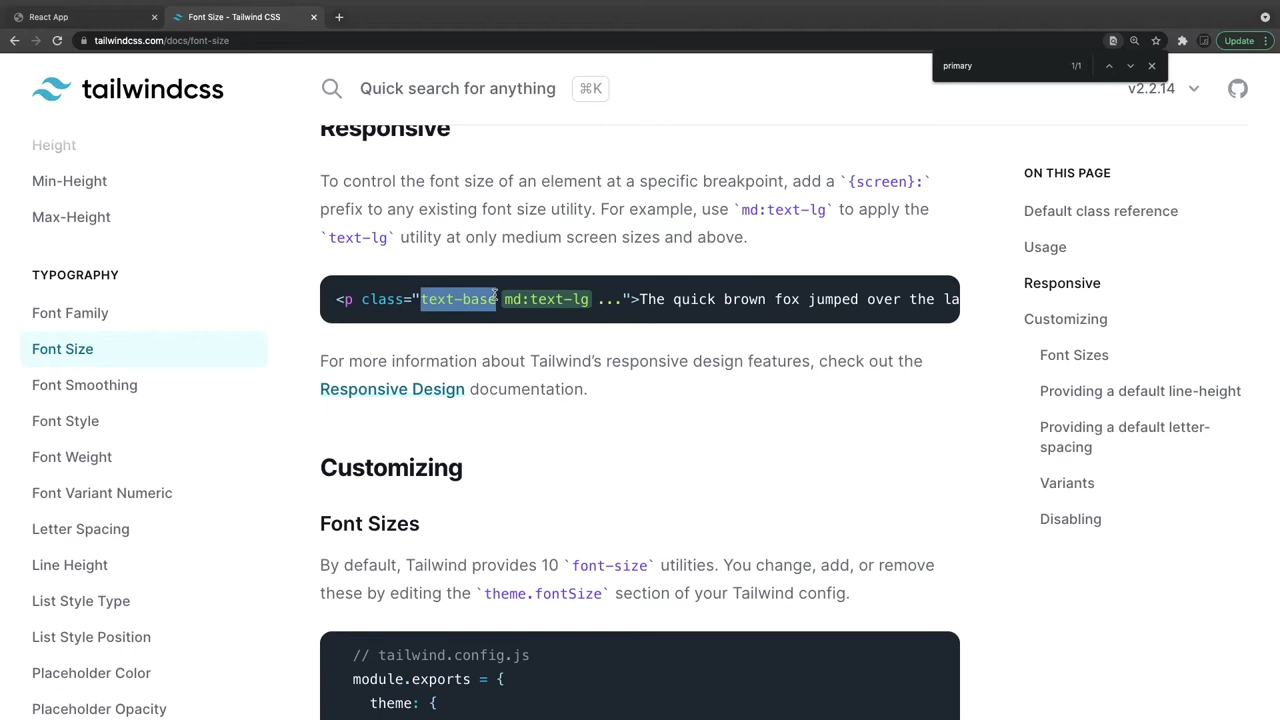 React App
Font Size - Tailwind CSS
tailwindcss.com/docs/font-size
Update
primary
1/1
tailwindcss
Quick search for anything
⌘K
v2.2.14
Height
Min-Height
Max-Height
TYPOGRAPHY
Font Family
Font Size
Font Smoothing
Font Style
Font Weight
Font Variant Numeric
Letter Spacing
Line Height
List Style Type
List Style Position
Placeholder Color
Placeholder Opacity
Responsive
To control the font size of an element at a specific breakpoint, add a `{screen}:`
prefix to any existing font size utility. For example, use `md:text-lg` to apply the
`text-lg` utility at only medium screen sizes and above.
<p class="text-base md:text-lg ...">The quick brown fox jumped over the la
For more information about Tailwind’s responsive design features, check out the
Responsive Design documentation.
Customizing
Font Sizes
By default, Tailwind provides 10 `font-size` utilities. You change, add, or remove
these by editing the `theme.fontSize` section of your Tailwind config.
// tailwind.config.js
module.exports = {
theme: {
ON THIS PAGE
Default class reference
Usage
Responsive
Customizing
Font Sizes
Providing a default line-height
Providing a default letter-
spacing
Variants
Disabling